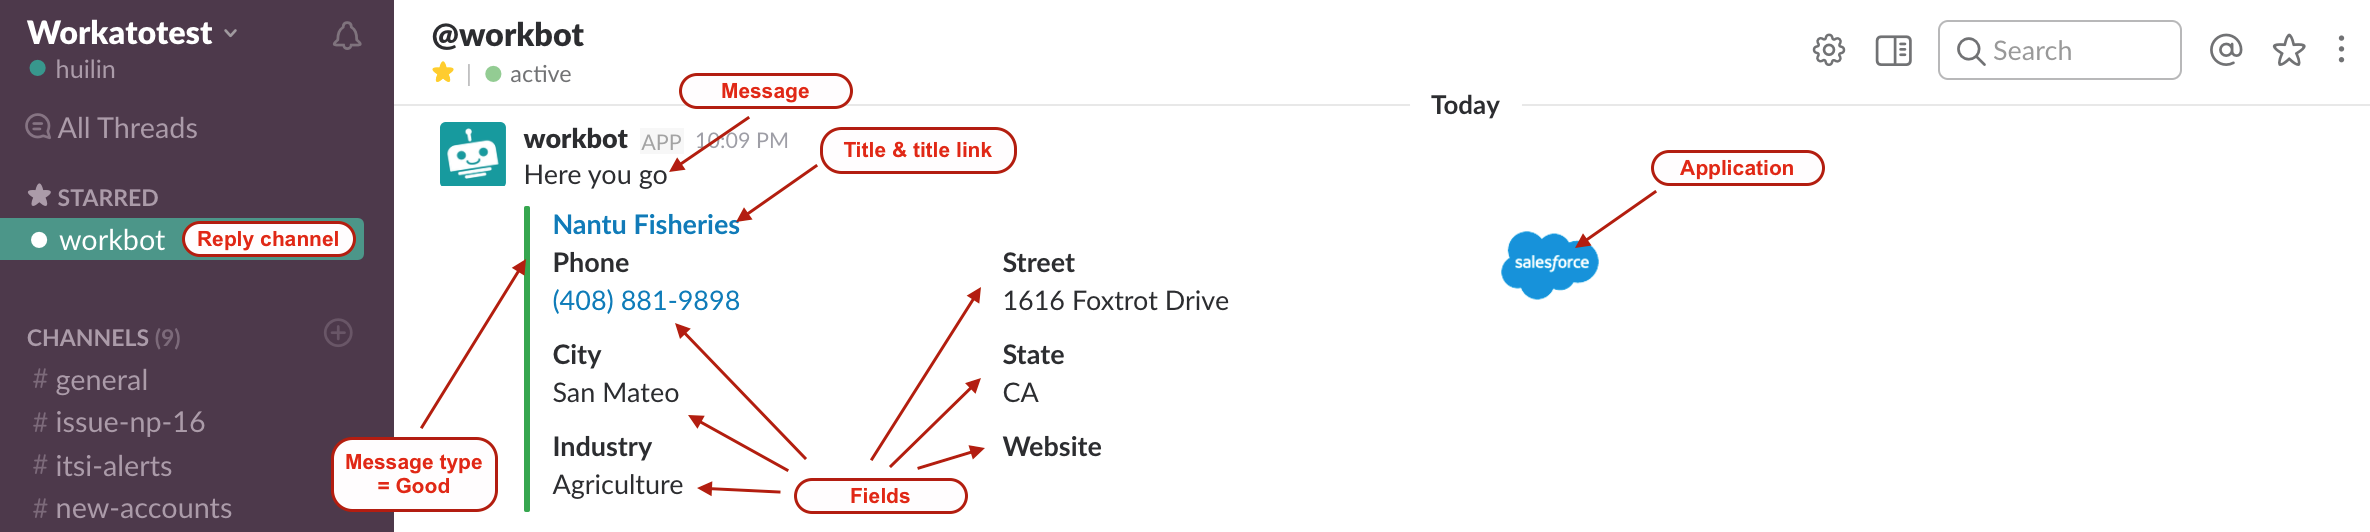 Workatotest
huilin
All Threads
STARRED
workbot
Reply channel
CHANNELS (9)
# general
# issue-np-16
# itsi-alerts
# new-accounts
@workbot
active
Search
Today
Message
workbot APP 10:09 PM
Here you go
Title & title link
Application
Nantu Fisheries
Phone
(408) 881-9898
Street
1616 Foxtrot Drive
salesforce
City
San Mateo
State
CA
Industry
Agriculture
Website
Message type
= Good
Fields